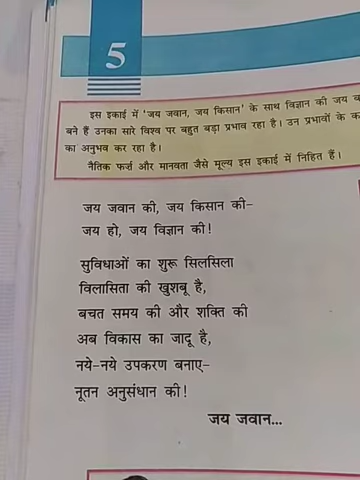 5
इस इकाई में ‘जय जवान, जय किसान’ के साथ विज्ञान की जय
बने हैं उनका सारे विश्व पर बहुत बड़ा प्रभाव रहा है। उन प्रभावों के
का अनुभव कर रहा है।
नैतिक फर्ज और मानवता जैसे मूल्य इस इकाई में निहित हैं।
जय जवान की, जय किसान की–
जय हो, जय विज्ञान की!
सुविधाओं का शुरू सिलसिला
विलासिता की खुशबू है,
बचत समय की और शक्ति की
अब विकास का जादू है,
नये-नये उपकरण बनाए–
नूतन अनुसंधान की!
जय जवान...